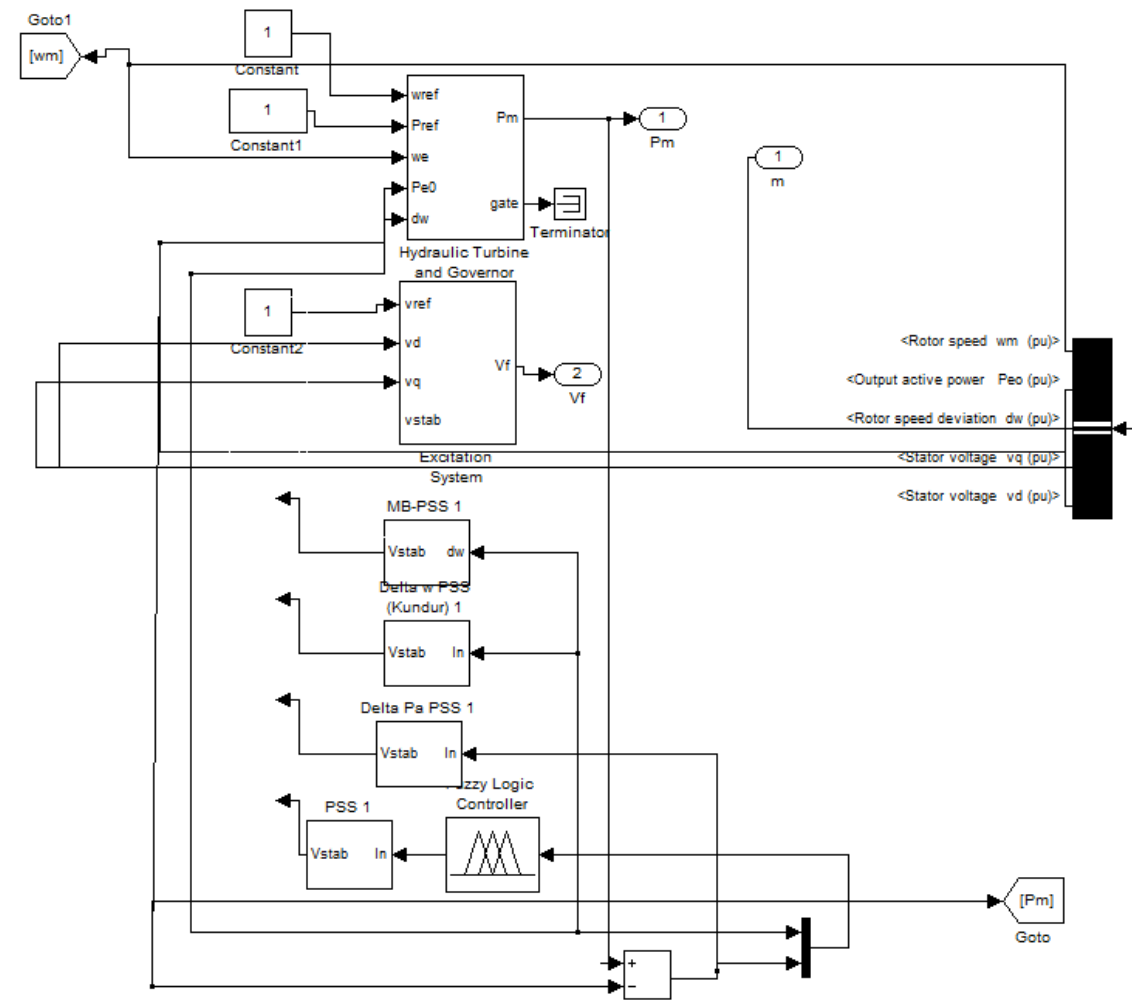 Goto1
[wm]
1
Constant
1
Constant1
wref
Pref
we
Pe0
dw
Pm
gate
Hydraulic Turbine
and Governor
1
Pm
Terminator
1
m
1
Constant2
vref
vd
vq
vstab
Vf
Excitation
System
2
Vf
<Rotor speed wm (pu)>
<Output active power Peo (pu)>
<Rotor speed deviation dw (pu)>
<Stator voltage vq (pu)>
<Stator voltage vd (pu)>
MB-PSS 1
Vstab
dw
Delta w PSS
(Kundur) 1
Vstab
In
Delta Pa PSS 1
Vstab
In
Fuzzy Logic
Controller
PSS 1
Vstab
In
[Pm]
Goto
+
−